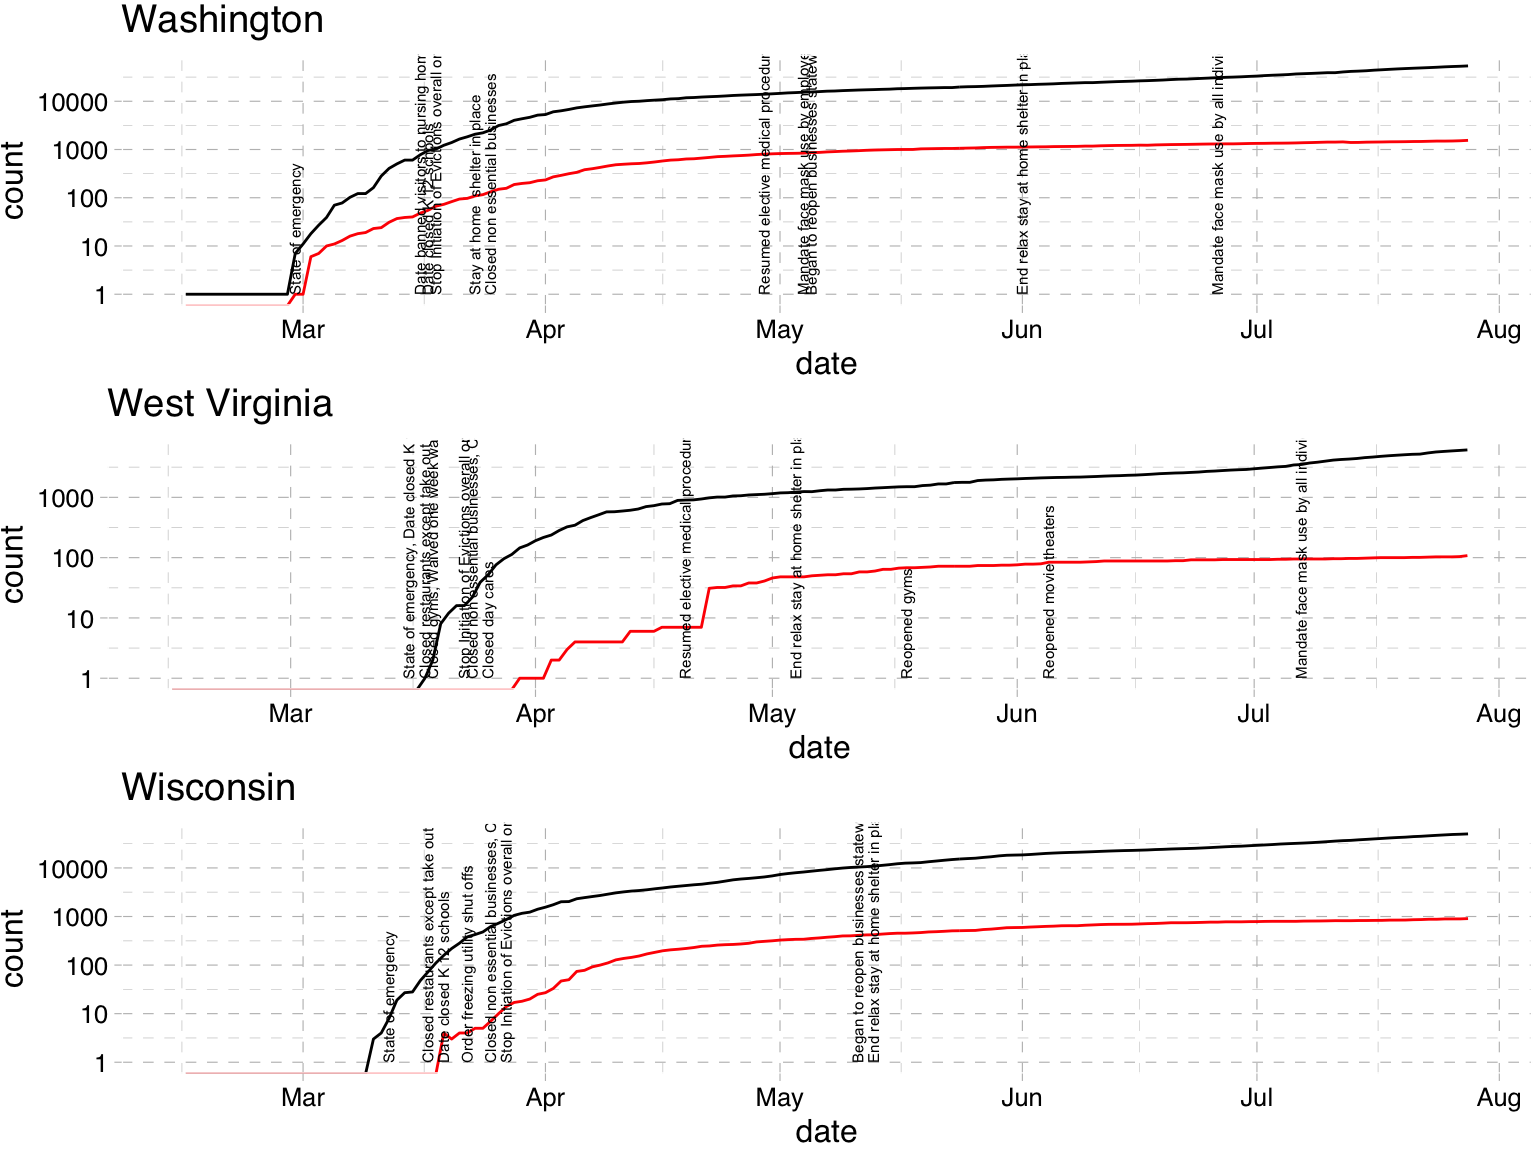 Washington
count
10000
1000
100
10
1
State of emergency
Date banned visitors to nursing hom
Date closed K 12 schools
Stop Initiation of Evictions overall or
Stay at home shelter in place
Closed non essential businesses
Resumed elective medical procedur
Mandate face mask use by employe
Began to reopen businesses statew
End relax stay at home shelter in pla
Mandate face mask use by all indivi
Mar Apr May Jun Jul Aug
date
West Virginia
count
1000
100
10
1
State of emergency, Date closed K
Closed restaurants except take out
Closed gyms, Waived one week wa
Stop Initiation of Evictions overall or
Closed non essential businesses, C
Closed day cares
Resumed elective medical procedur
End relax stay at home shelter in pla
Reopened gyms
Reopened movie theaters
Mandate face mask use by all indivi
Mar Apr May Jun Jul Aug
date
Wisconsin
count
10000
1000
100
10
1
State of emergency
Closed restaurants except take out
Date closed K 12 schools
Order freezing utility shut offs
Closed non essential businesses, C
Stop Initiation of Evictions overall or
Began to reopen businesses statew
End relax stay at home shelter in pla
Mar Apr May Jun Jul Aug
date